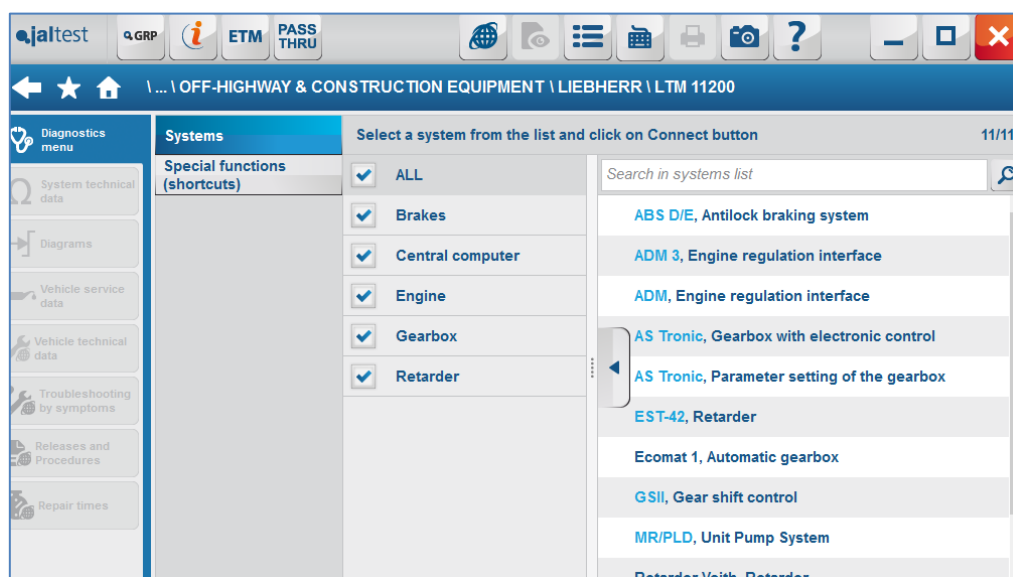 jaltest
GRP
i
ETM
PASS
THRU
?
\ ... \ OFF-HIGHWAY & CONSTRUCTION EQUIPMENT \ LIEBHERR \ LTM 11200
Diagnostics
menu
System technical
data
Diagrams
Vehicle service
data
Vehicle technical
data
Troubleshooting
by symptoms
Releases and
Procedures
Repair times
Systems
Special functions
(shortcuts)
Select a system from the list and click on Connect button
11/11
ALL
Brakes
Central computer
Engine
Gearbox
Retarder
Search in systems list
ABS D/E, Antilock braking system
ADM 3, Engine regulation interface
ADM, Engine regulation interface
AS Tronic, Gearbox with electronic control
AS Tronic, Parameter setting of the gearbox
EST-42, Retarder
Ecomat 1, Automatic gearbox
GSII, Gear shift control
MR/PLD, Unit Pump System
Retarder Voith, Retarder